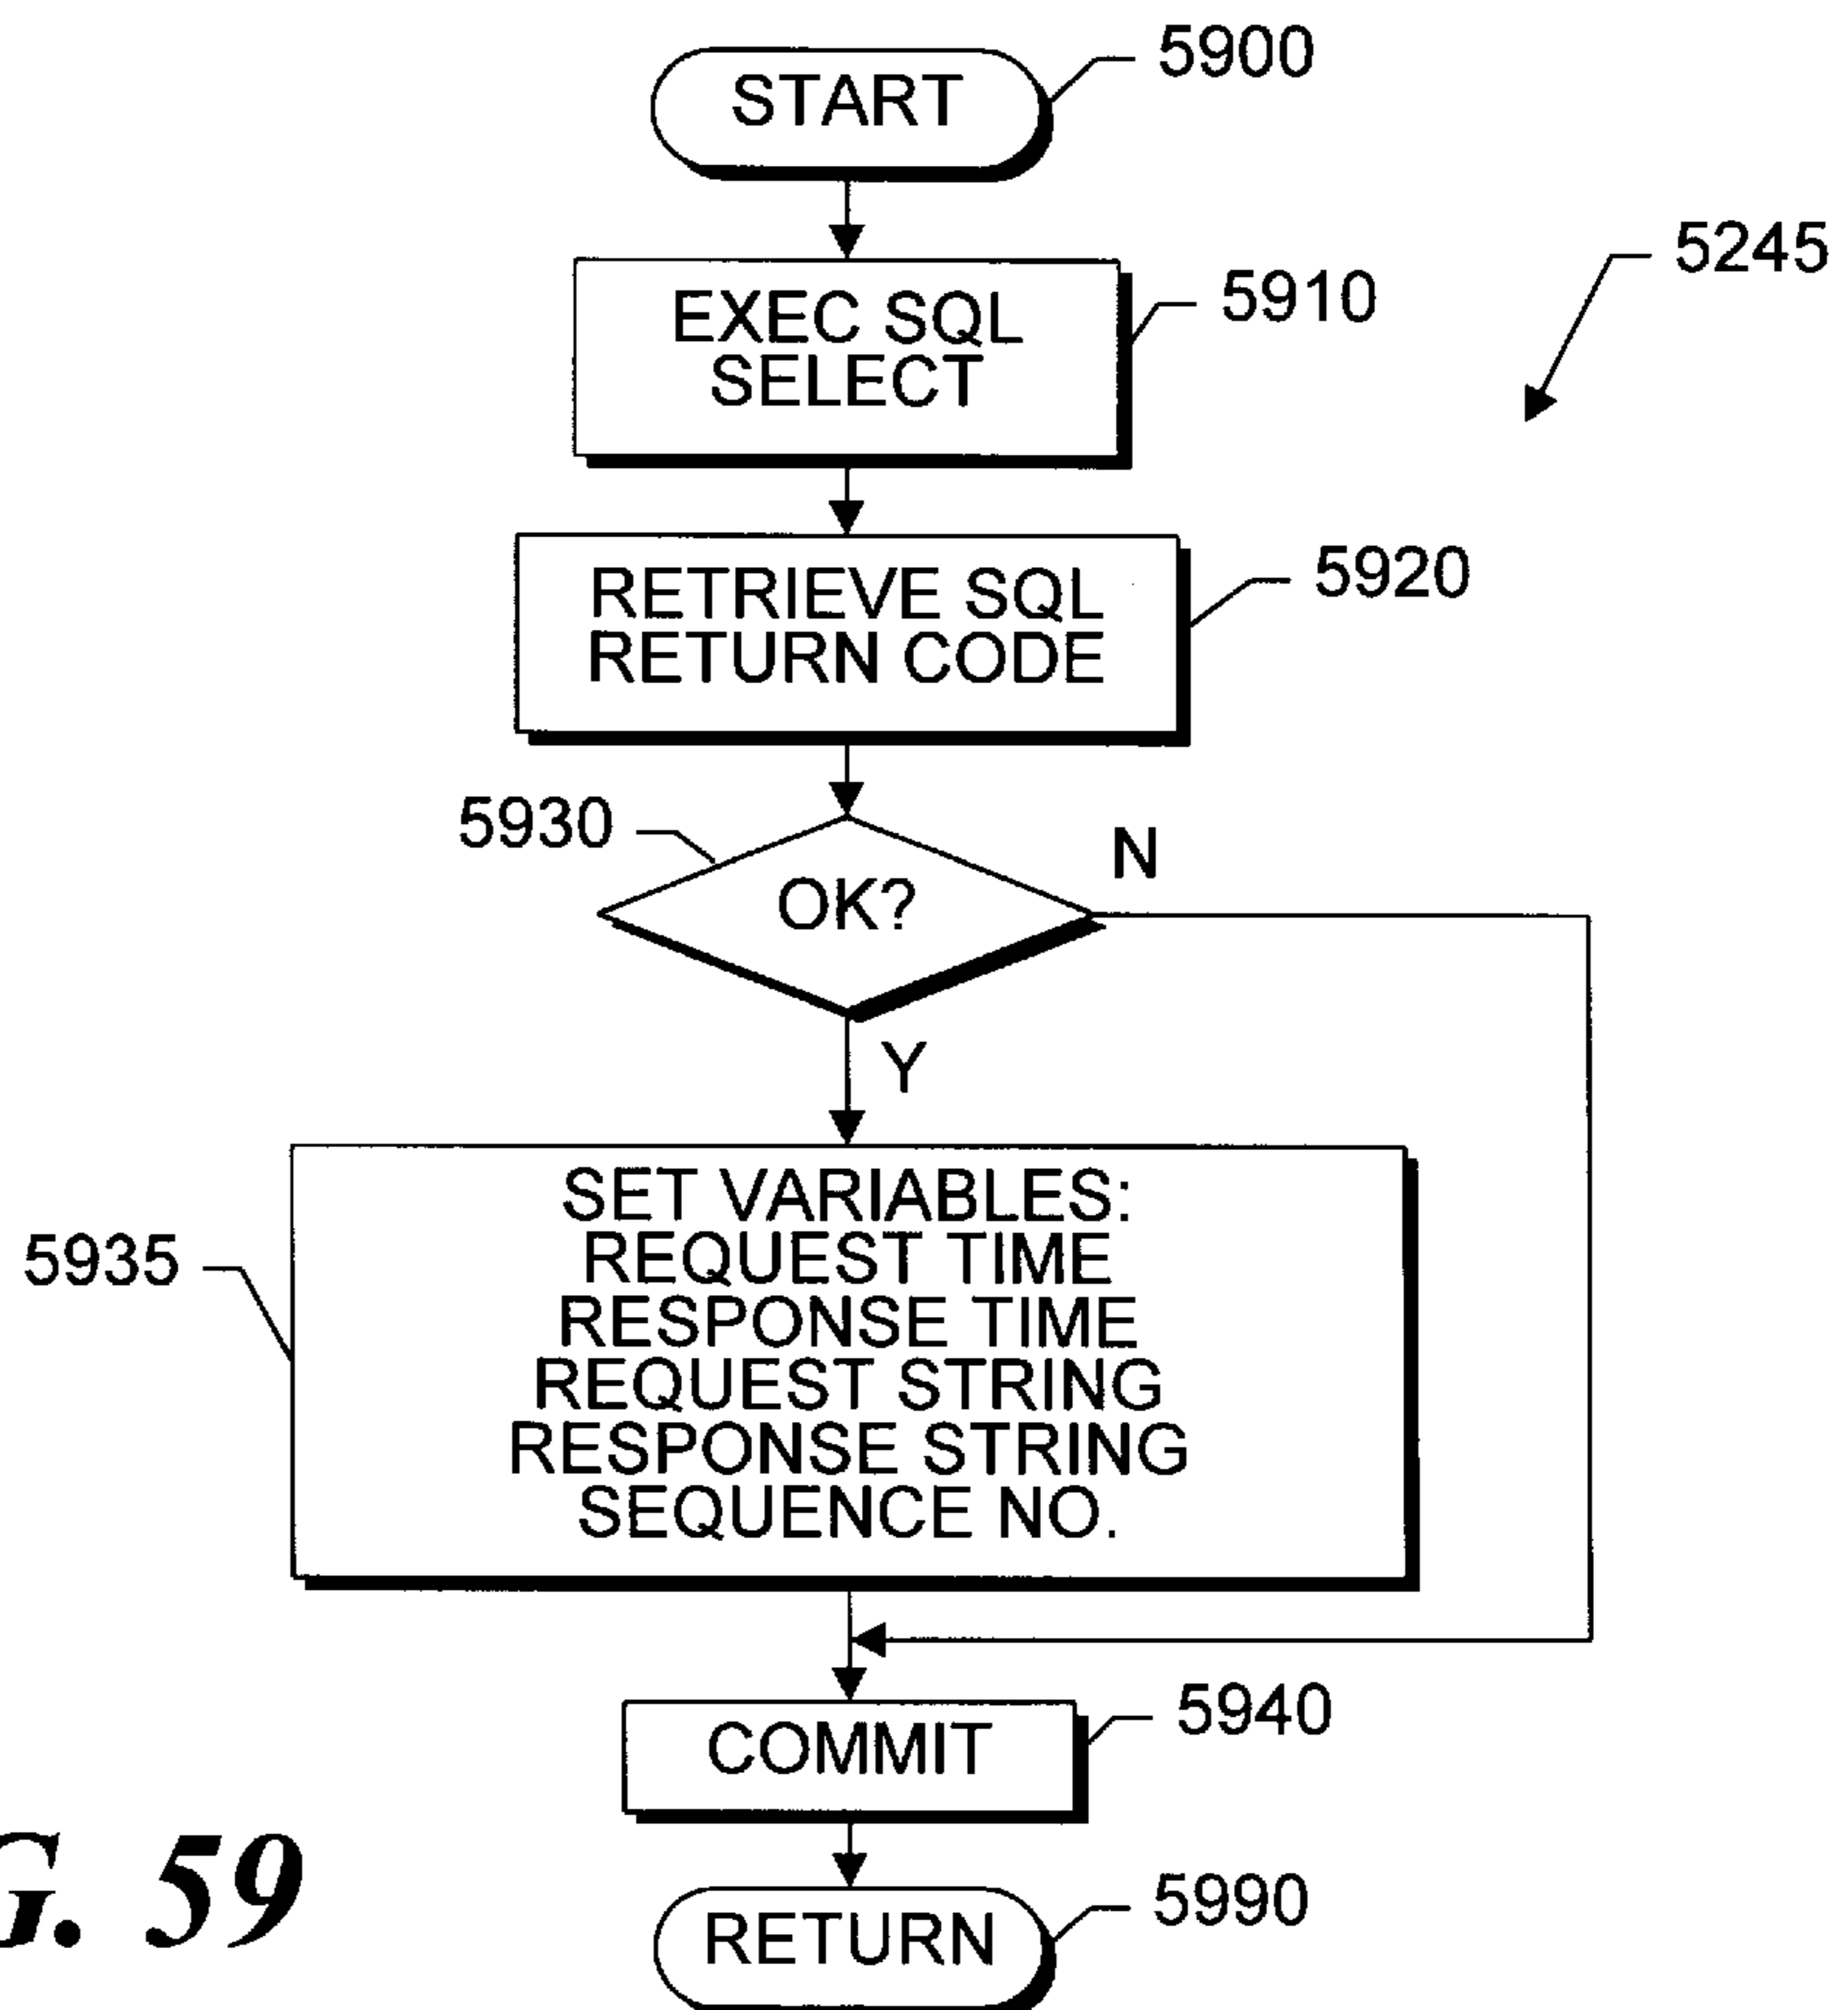 START
5900
5245
EXEC SQL
SELECT
5910
RETRIEVE SQL
RETURN CODE
5920
5930
OK?
N
Y
5935
SET VARIABLES:
REQUEST TIME
RESPONSE TIME
REQUEST STRING
RESPONSE STRING
SEQUENCE NO.
COMMIT
5940
G. 59
RETURN
5990